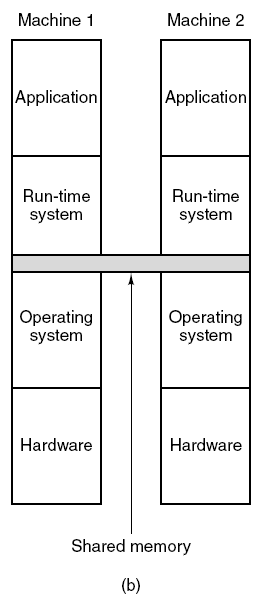 Machine 1
Machine 2
Application
Application
Run-time
system
Run-time
system
Operating
system
Operating
system
Hardware
Hardware
Shared memory
(b)